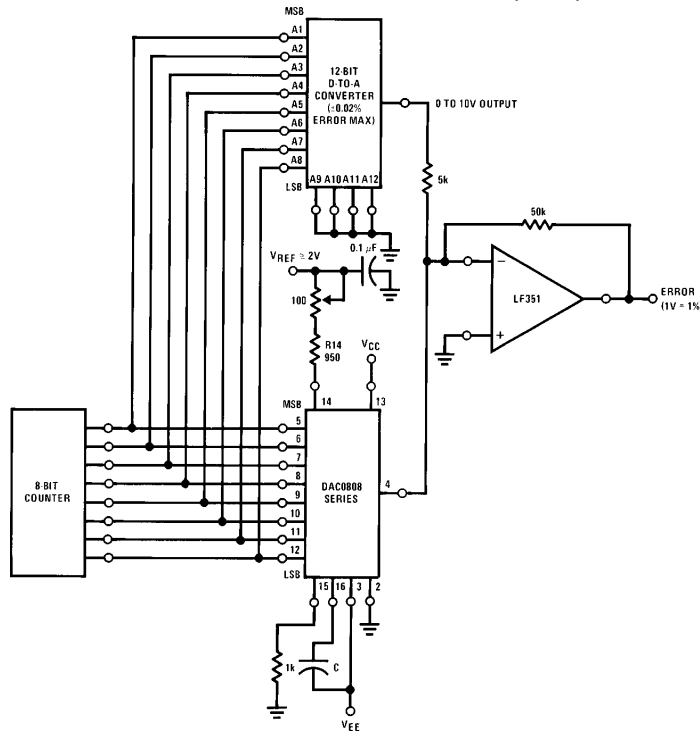 MSB
A1
A2
A3
A4
A5
A6
A7
A8
12-BIT
D-TO-A
CONVERTER
(±0.02%
ERROR MAX)
0 TO 10V OUTPUT
LSB
A9 A10 A11 A12
5k
50k
0.1 μF
VREF ≅ 2V
100
R14
950
VCC
LF351
−
+
ERROR
(1V = 1%
14
13
MSB
8-BIT
COUNTER
5
6
7
8
9
10
11
12
DAC0808
SERIES
4
LSB
15 16 3 2
1k
C
VEE